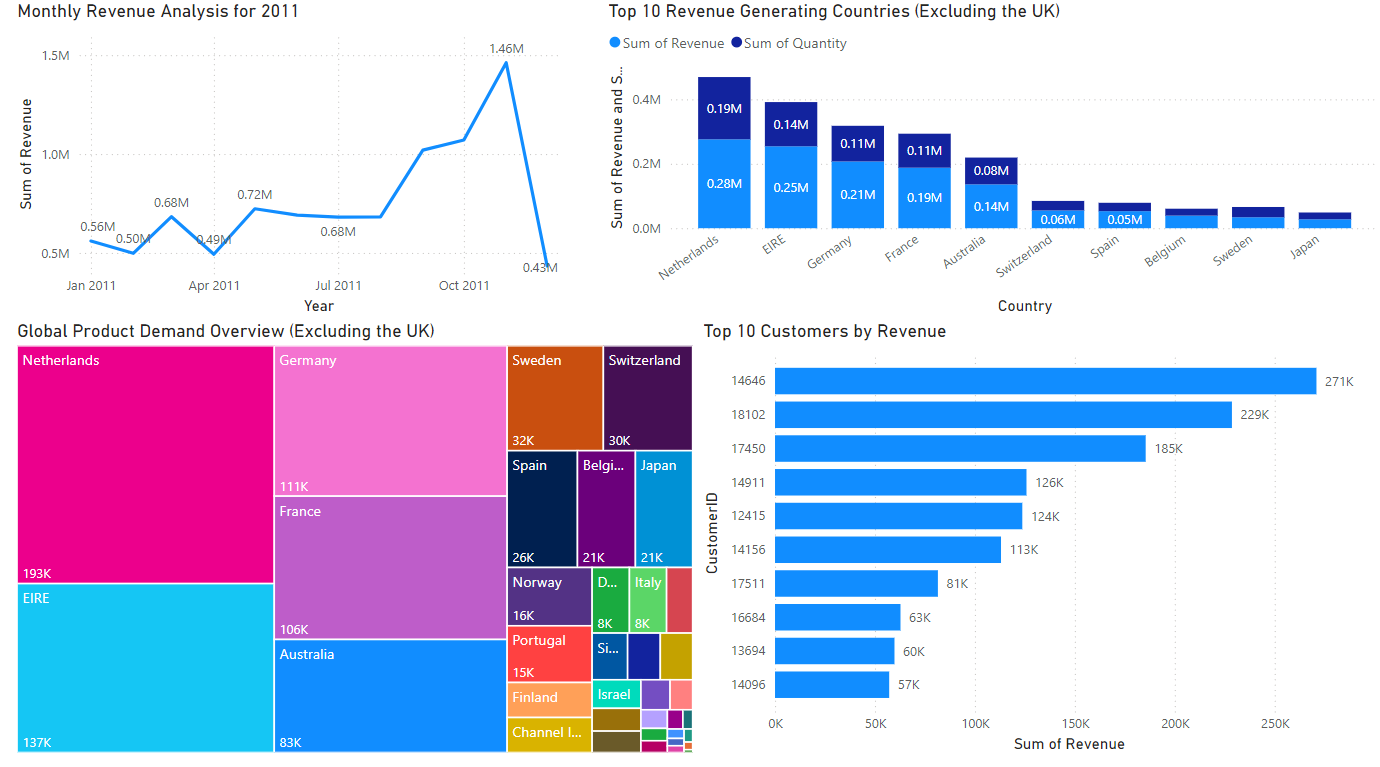 Monthly Revenue Analysis for 2011
Sum of Revenue
1.5M
1.0M
0.5M
0.56M
0.50M
0.68M
0.49M
0.72M
0.68M
1.46M
0.43M
Jan 2011 Apr 2011 Jul 2011 Oct 2011
Year
Top 10 Revenue Generating Countries (Excluding the UK)
Sum of Revenue Sum of Quantity
Sum of Revenue and S...
0.4M
0.2M
0.0M
0.19M 0.14M 0.11M 0.11M 0.08M
0.28M 0.25M 0.21M 0.19M 0.14M 0.06M 0.05M
Netherlands EIRE Germany France Australia Switzerland Spain Belgium Sweden Japan
Country
Global Product Demand Overview (Excluding the UK)
Netherlands
193K
EIRE
137K
Germany
111K
France
106K
Australia
83K
Sweden
32K
Switzerland
30K
Spain
26K
Belgi...
21K
Japan
21K
Norway
16K
D...
8K
Italy
8K
Portugal
15K
Si...
Finland
Israel
Channel I...
Top 10 Customers by Revenue
CustomerID
14646 271K
18102 229K
17450 185K
14911 126K
12415 124K
14156 113K
17511 81K
16684 63K
13694 60K
14096 57K
0K 50K 100K 150K 200K 250K
Sum of Revenue